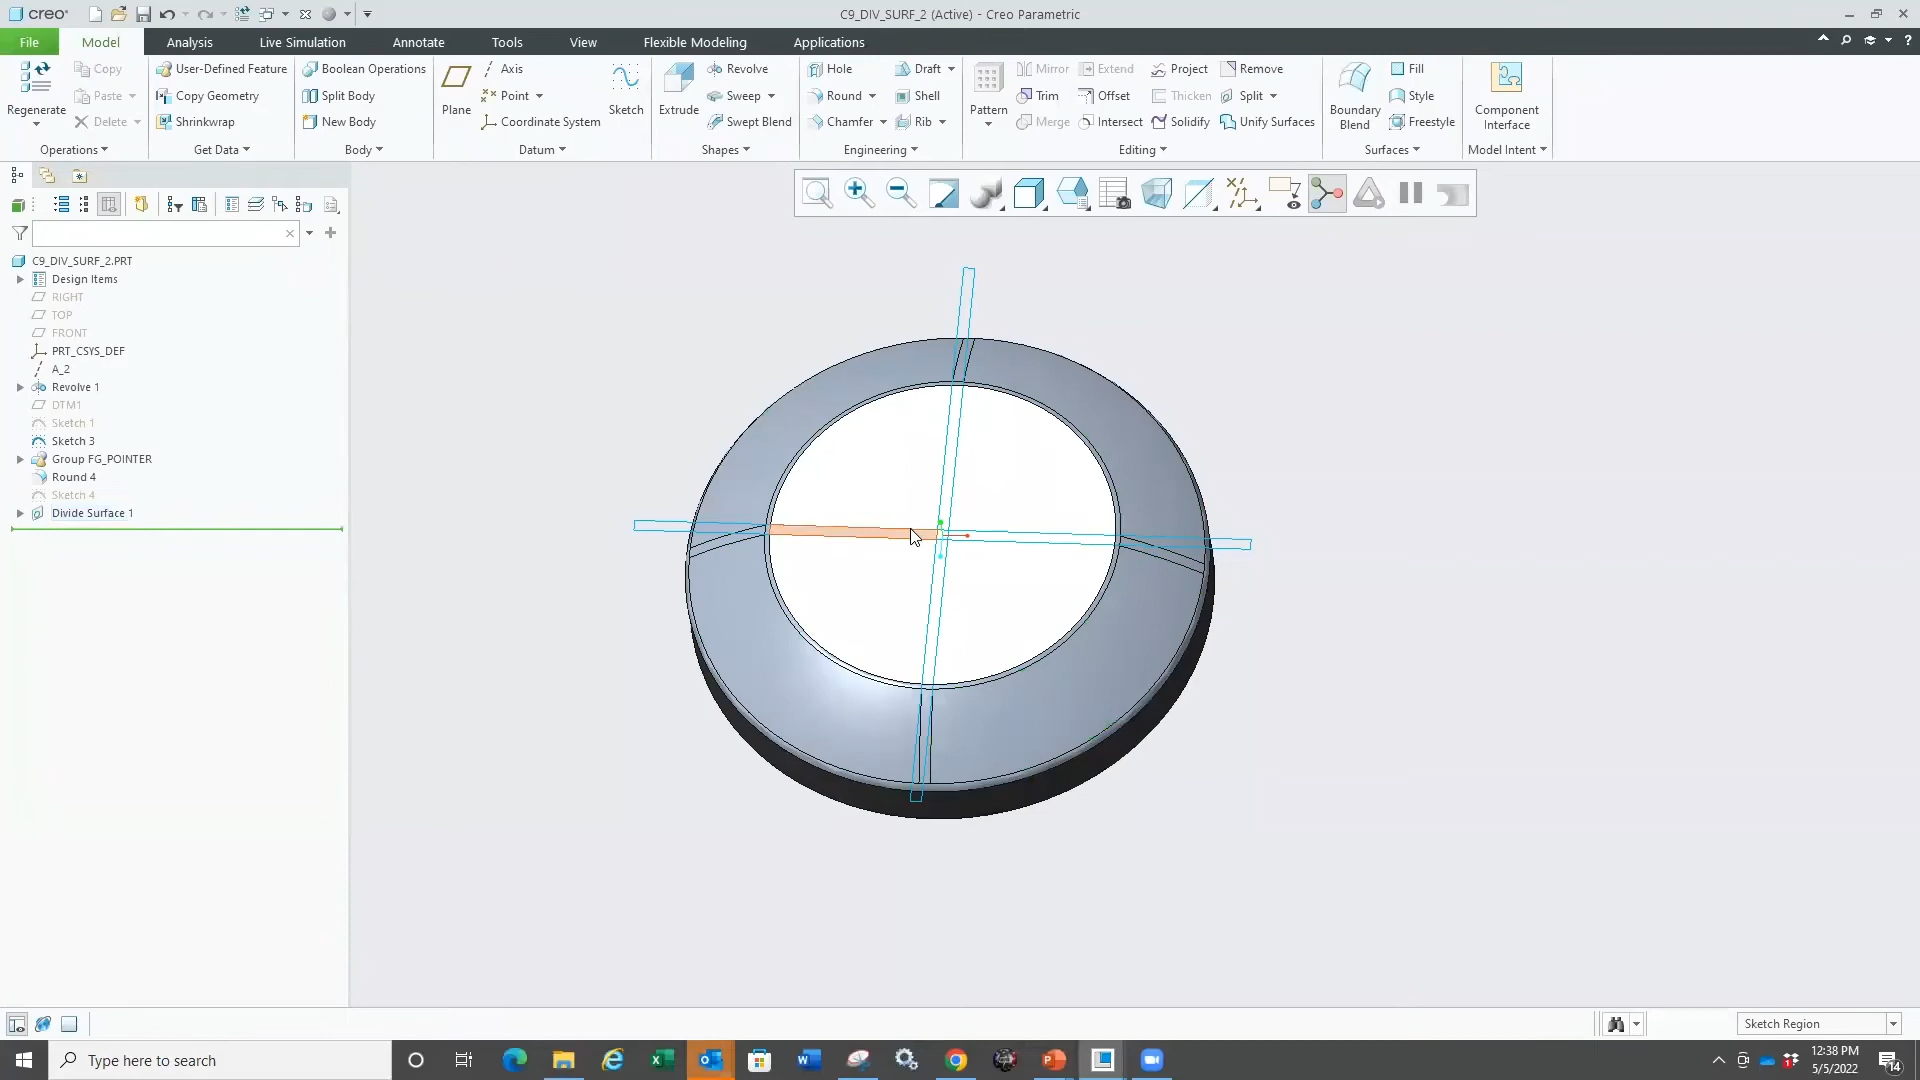 creo
C9_DIV_SURF_2 (Active) - Creo Parametric
File Model Analysis Live Simulation Annotate Tools View Flexible Modeling Applications
Regenerate
Copy
Paste
Delete
Operations
User-Defined Feature
Copy Geometry
Shrinkwrap
Get Data
Boolean Operations
Split Body
New Body
Body
Plane
Axis
Point
Coordinate System
Sketch
Datum
Extrude
Revolve
Sweep
Swept Blend
Shapes
Hole
Round
Chamfer
Draft
Shell
Rib
Engineering
Pattern
Mirror
Trim
Merge
Extend
Offset
Intersect
Project
Thicken
Solidify
Remove
Split
Unify Surfaces
Editing
Boundary
Blend
Fill
Style
Freestyle
Surfaces
Component
Interface
Model Intent
C9_DIV_SURF_2.PRT
Design Items
RIGHT
TOP
FRONT
PRT_CSYS_DEF
A_2
Revolve 1
DTM1
Sketch 1
Sketch 3
Group FG_POINTER
Round 4
Sketch 4
Divide Surface 1
Sketch Region
Type here to search
12:38 PM
5/5/2022
14